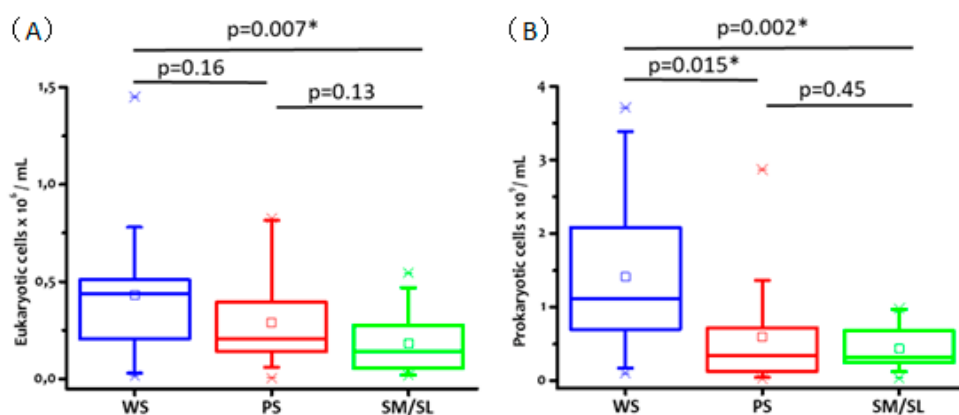 (A)
p=0.007*
p=0.16
p=0.13
Eukaryotic cells x 10⁵/ mL
1,5
1,0
0,5
0,0
WS
PS
SM/SL
(B)
p=0.002*
p=0.015*
p=0.45
Prokaryotic cells x 10⁵/ mL
4
3
2
1
0
WS
PS
SM/SL